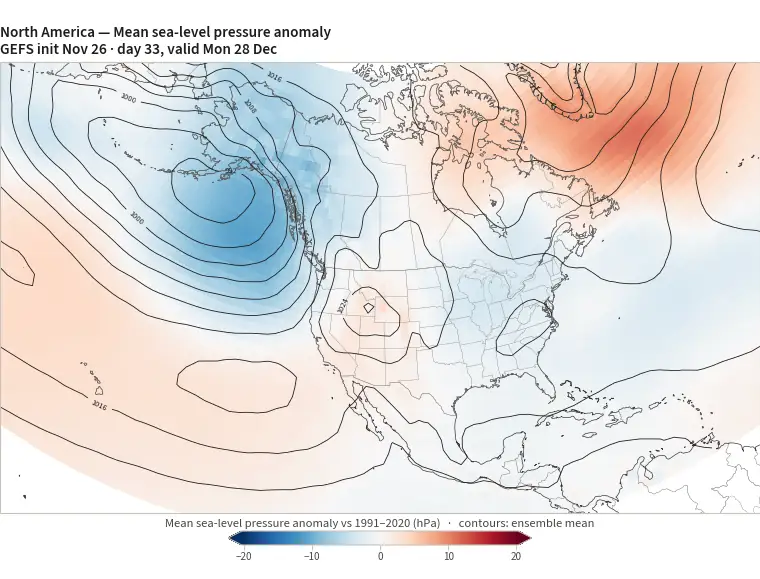 North America — Mean sea-level pressure anomaly
GEFS init Nov 26 · day 33, valid Mon 28 Dec
1016
1000
1008
1000
1024
1016
Mean sea-level pressure anomaly vs 1991–2020 (hPa) · contours: ensemble mean
−20 −10 0 10 20